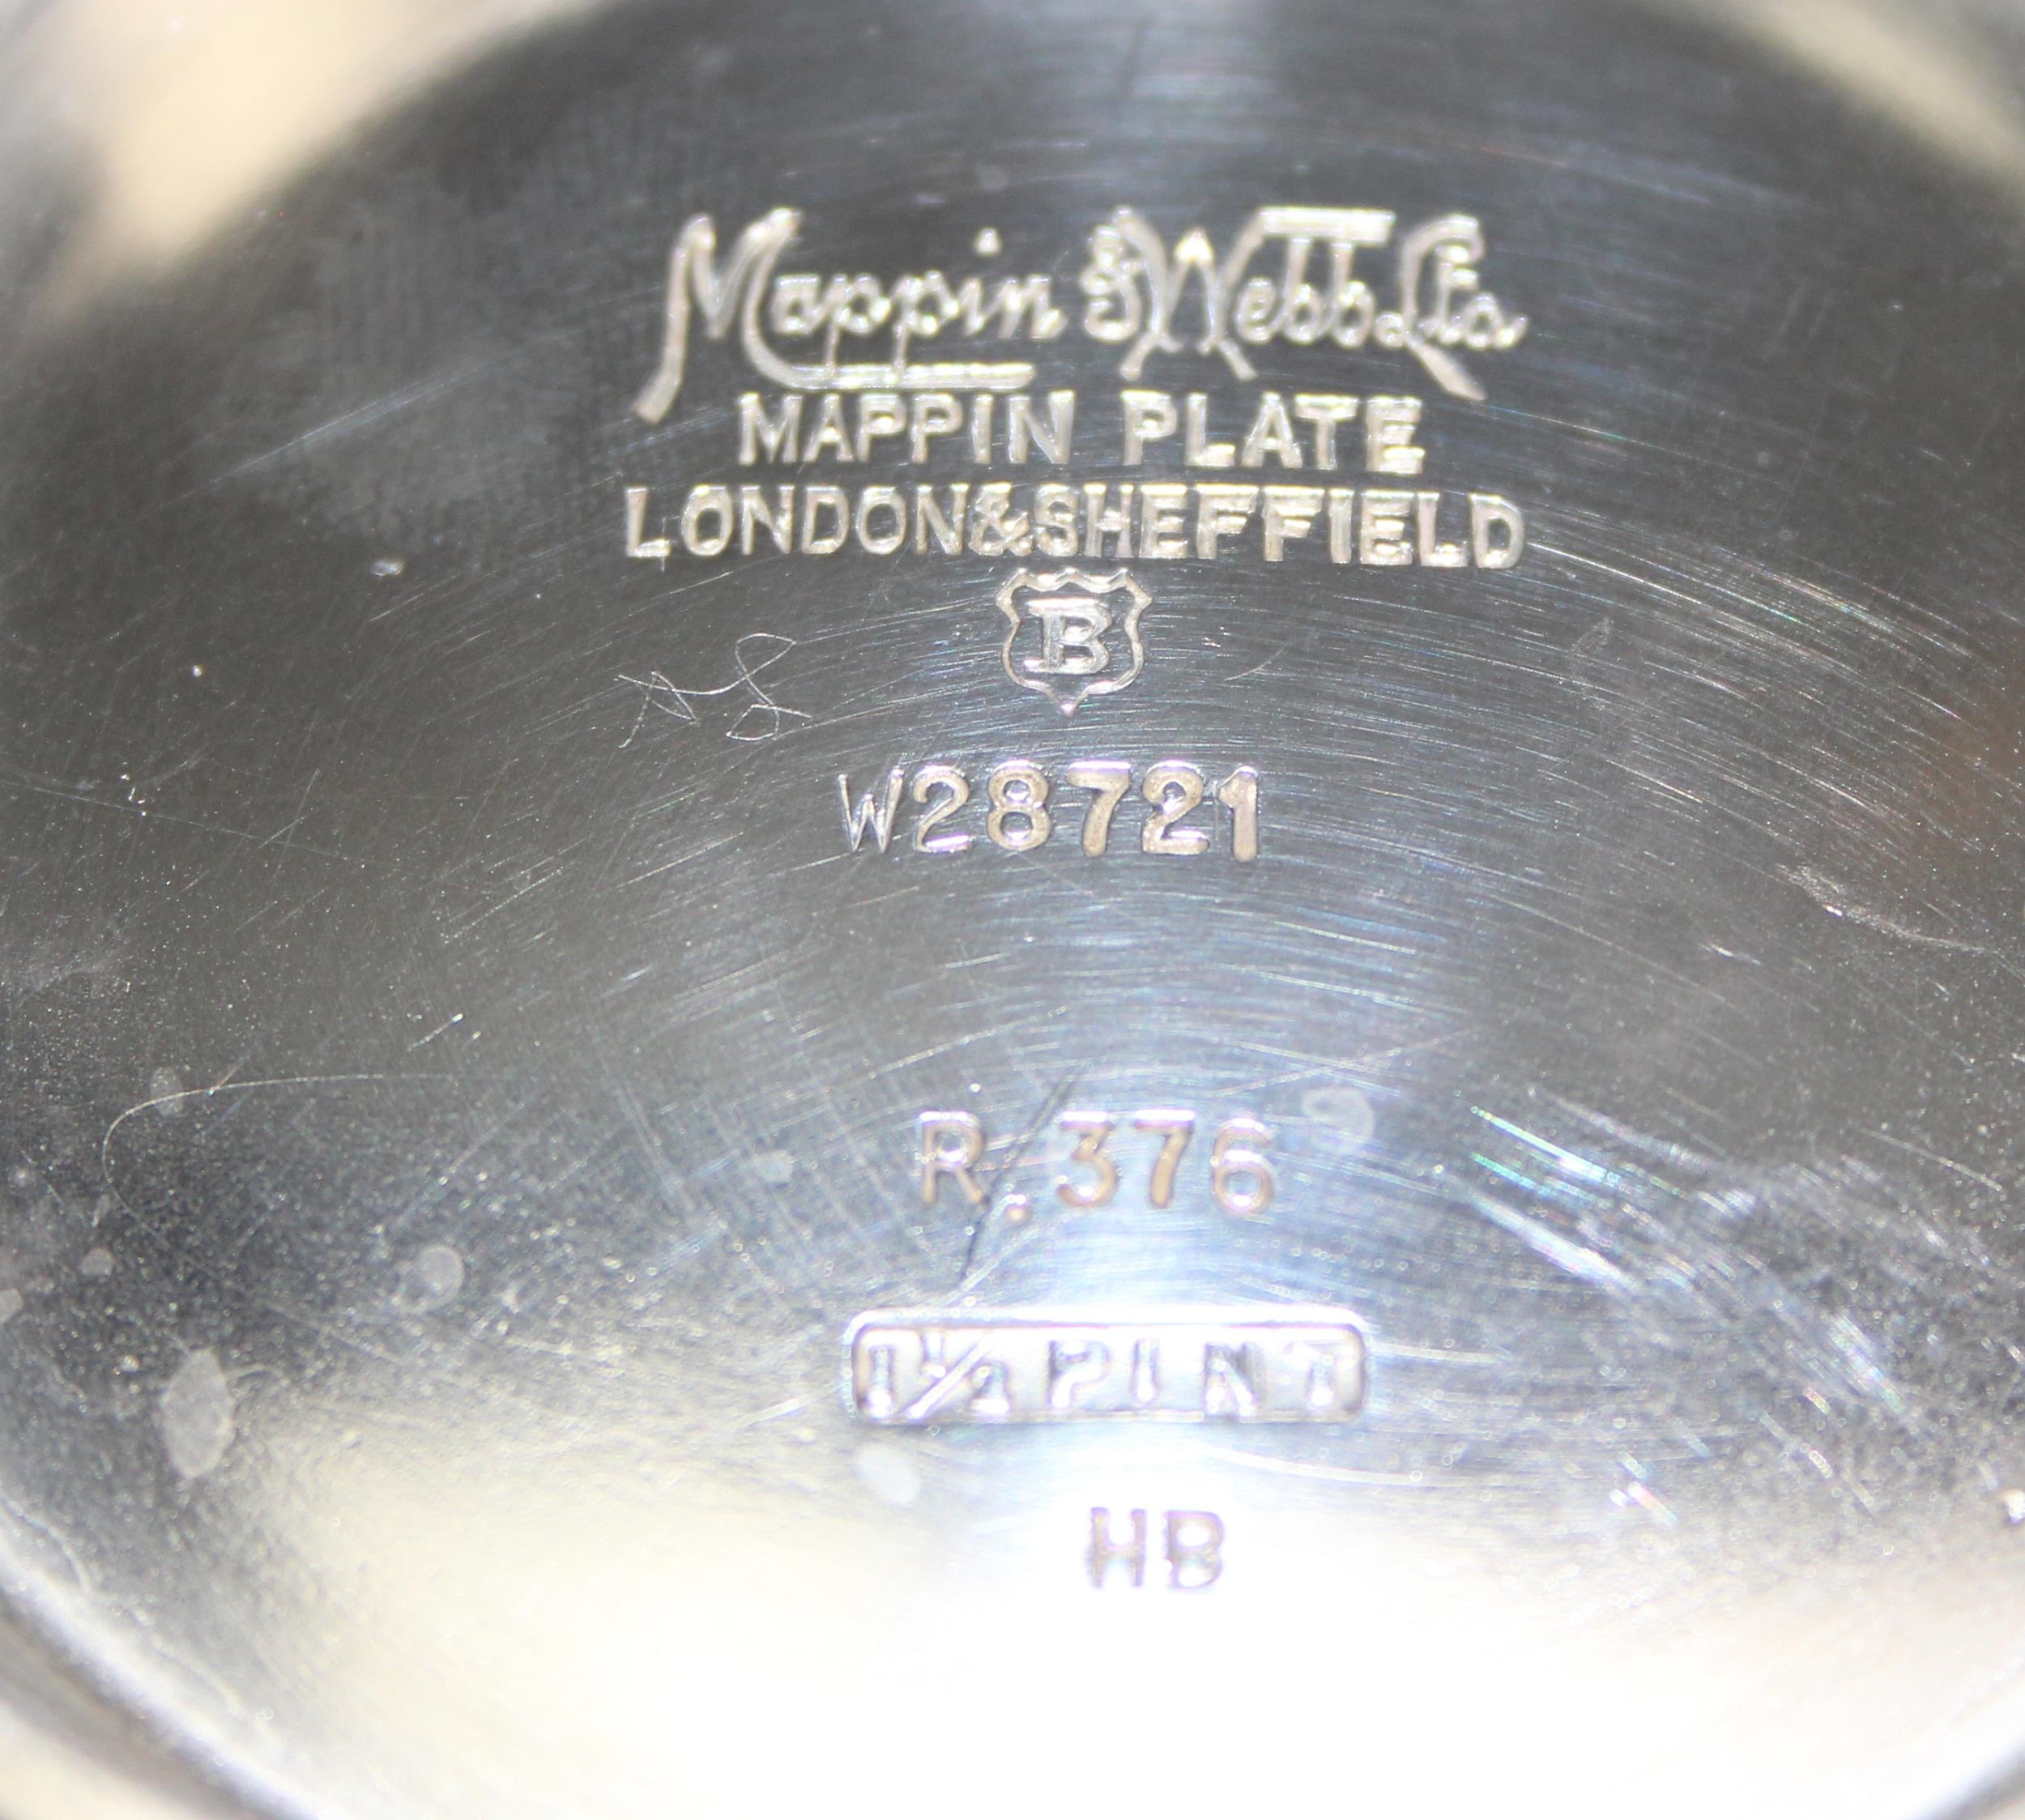 Mappin & Webb Ltd
MAPPIN PLATE
LONDON&SHEFFIELD
B
W28721
R.376
1½ PINT
HB